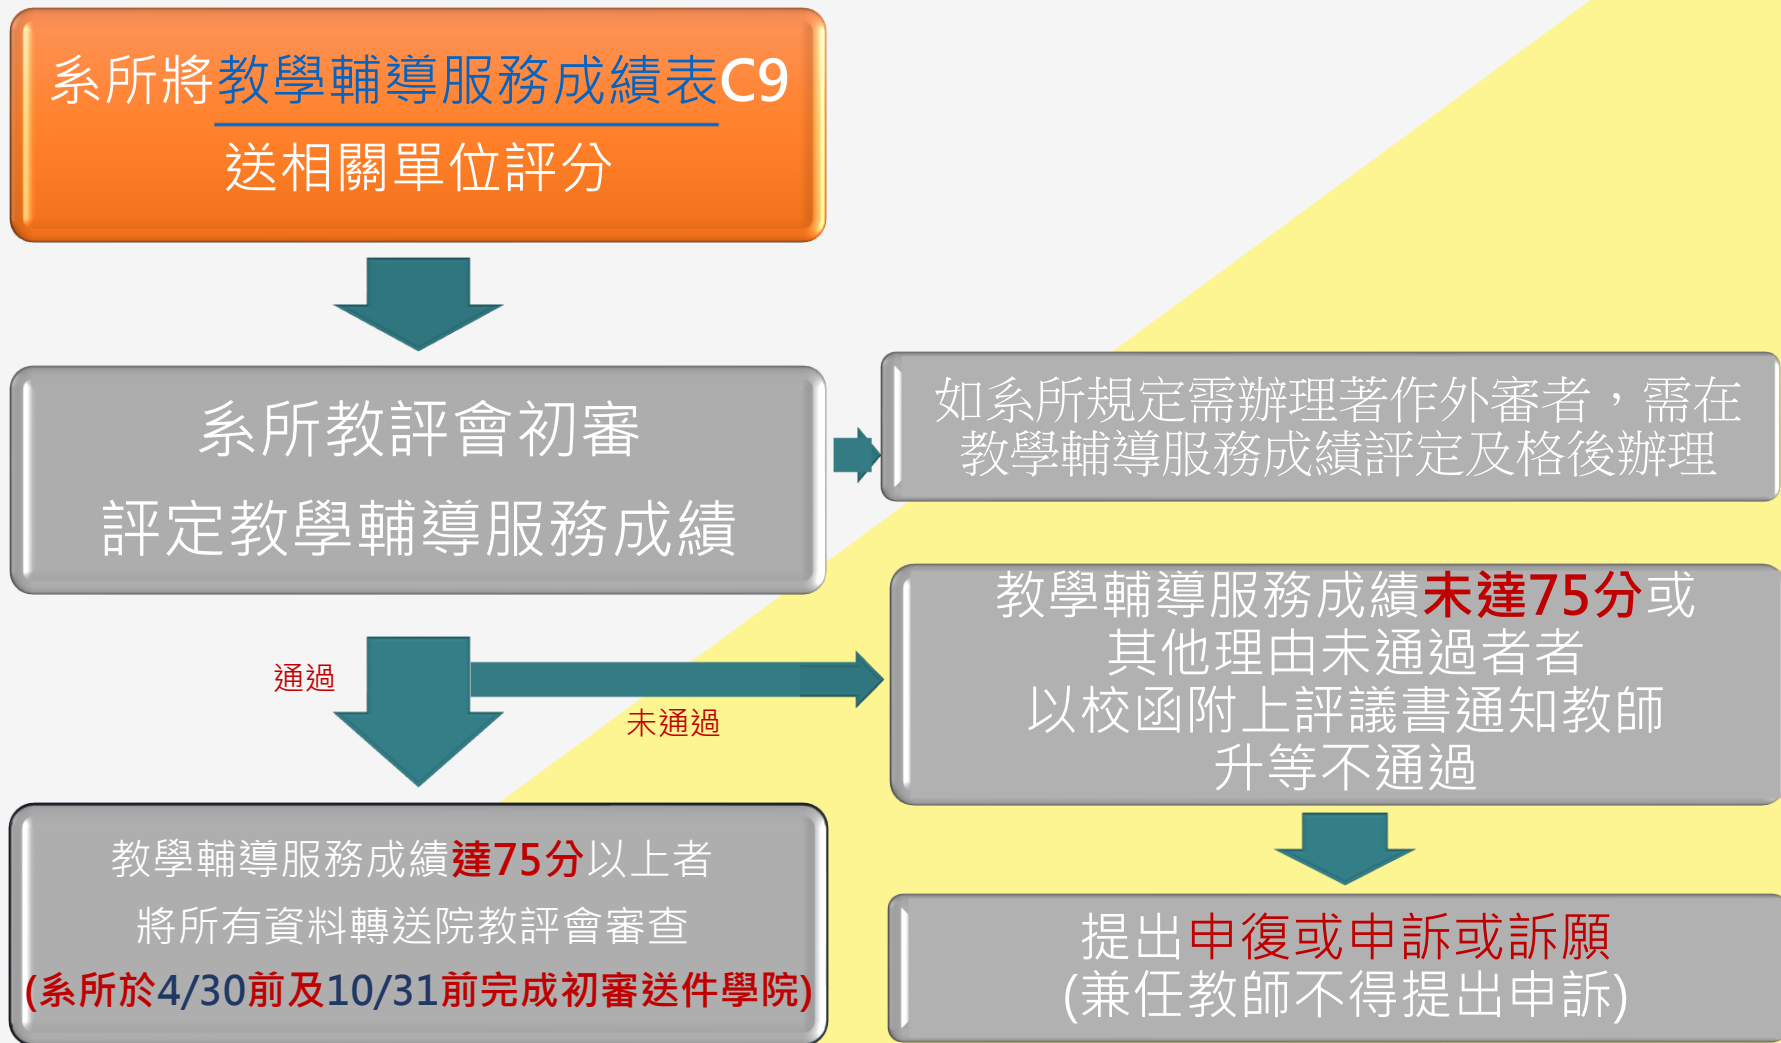 系所將教學輔導服務成績表C9
送相關單位評分
系所教評會初審
評定教學輔導服務成績
如系所規定需辦理著作外審者，需在
教學輔導服務成績評定及格後辦理
通過
未通過
教學輔導服務成績未達75分或
其他理由未通過者者
以校函附上評議書通知教師
升等不通過
教學輔導服務成績達75分以上者
將所有資料轉送院教評會審查
(系所於4/30前及10/31前完成初審送件學院)
提出申復或申訴或訴願
(兼任教師不得提出申訴)